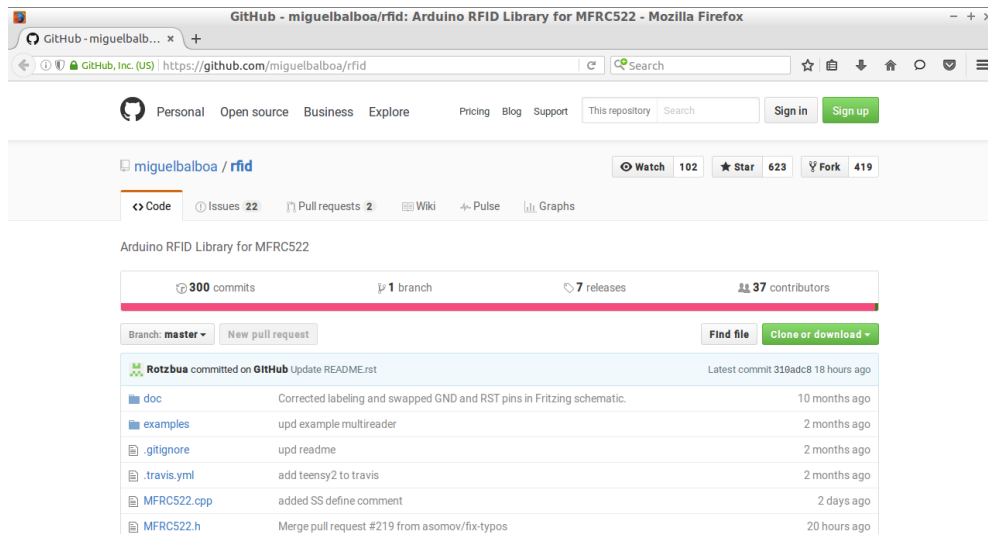 GitHub - miguelbalboa/rfid: Arduino RFID Library for MFRC522 - Mozilla Firefox
GitHub - miguelbalb...
GitHub, Inc. (US) https://github.com/miguelbalboa/rfid Search
Personal Open source Business Explore Pricing Blog Support This repository Search Sign in Sign up
miguelbalboa / rfid Watch 102 Star 623 Fork 419
Code Issues 22 Pull requests 2 Wiki Pulse Graphs
Arduino RFID Library for MFRC522
300 commits 1 branch 7 releases 37 contributors
Branch: master New pull request Find file Clone or download
Rotzbua committed on GitHub Update README.rst Latest commit 310adc8 18 hours ago
doc Corrected labeling and swapped GND and RST pins in Fritzing schematic. 10 months ago
examples upd example multireader 2 months ago
.gitignore upd readme 2 months ago
.travis.yml add teensy2 to travis 2 months ago
MFRC522.cpp added SS define comment 2 days ago
MFRC522.h Merge pull request #219 from asomov/fix-typos 20 hours ago